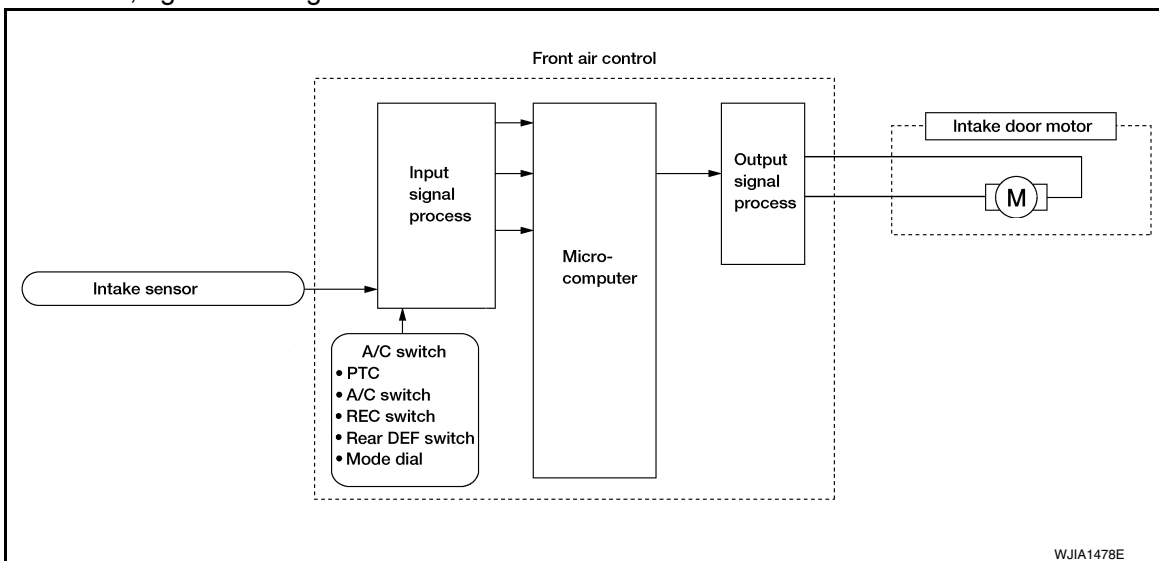 Front air control
Intake door motor
Input
signal
process
Output
signal
process
M
Micro-
computer
Intake sensor
A/C switch
• PTC
• A/C switch
• REC switch
• Rear DEF switch
• Mode dial
WJIA1478E